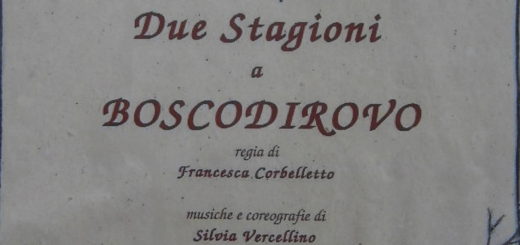 Due Stagioni
a
BOSCODIROVO
regia di
Francesca Corbelletto
musiche e coreografie di
Silvia Vercellino